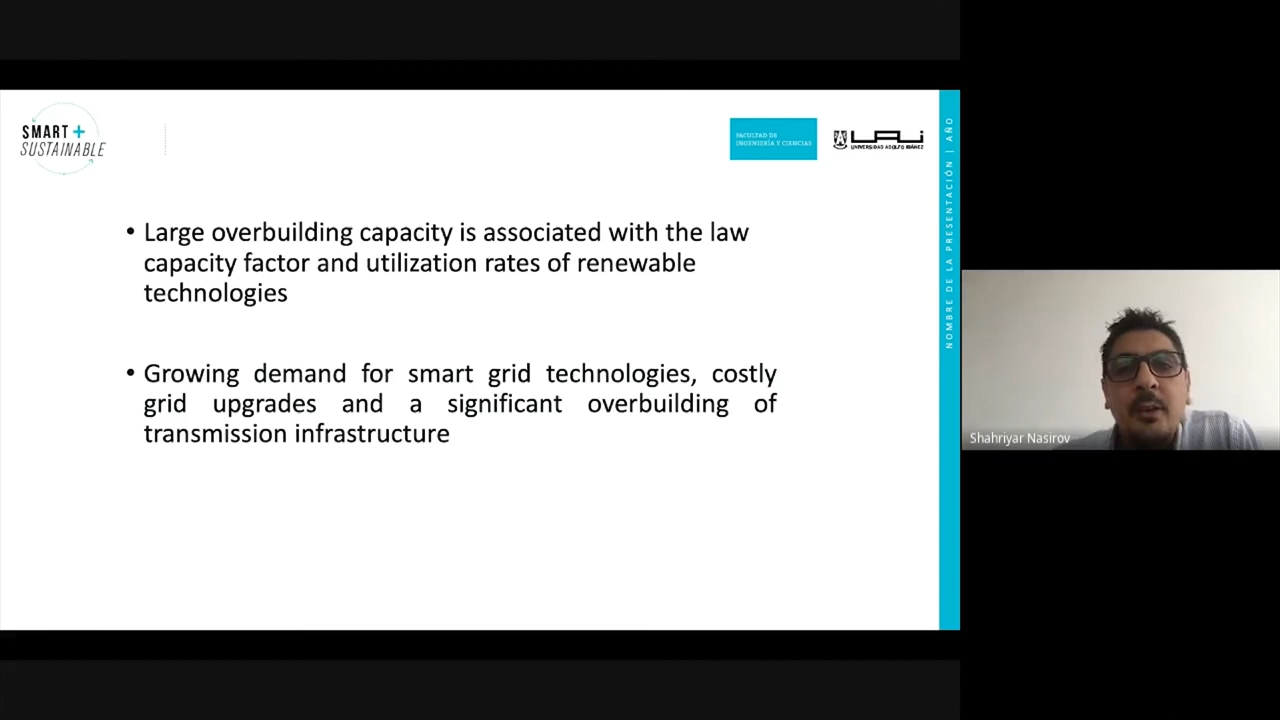 SMART +
SUSTAINABLE
FACULTAD DE
INGENIERÍA Y CIENCIAS
UAI
UNIVERSIDAD ADOLFO IBÁÑEZ
NOMBRE DE LA PRESENTACIÓN | AÑO
• Large overbuilding capacity is associated with the law
capacity factor and utilization rates of renewable
technologies
• Growing demand for smart grid technologies, costly
grid upgrades and a significant overbuilding of
transmission infrastructure
Shahriyar Nasirov